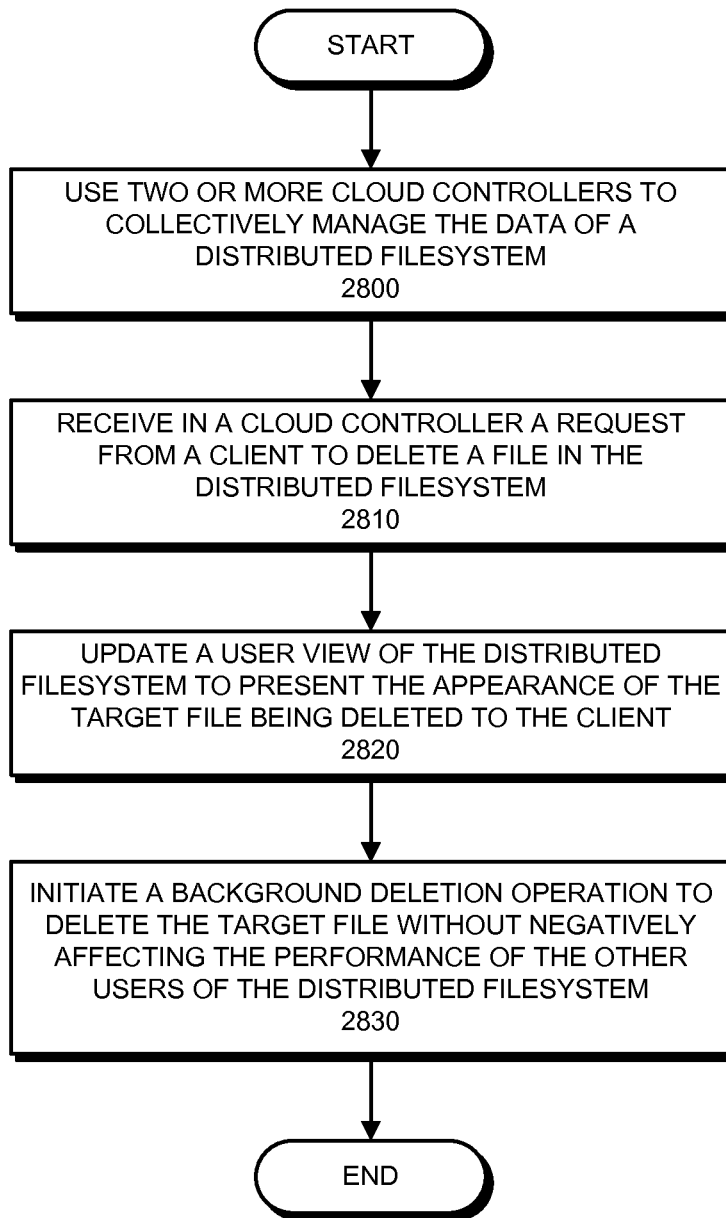 START
USE TWO OR MORE CLOUD CONTROLLERS TO
COLLECTIVELY MANAGE THE DATA OF A
DISTRIBUTED FILESYSTEM
2800
RECEIVE IN A CLOUD CONTROLLER A REQUEST
FROM A CLIENT TO DELETE A FILE IN THE
DISTRIBUTED FILESYSTEM
2810
UPDATE A USER VIEW OF THE DISTRIBUTED
FILESYSTEM TO PRESENT THE APPEARANCE OF THE
TARGET FILE BEING DELETED TO THE CLIENT
2820
INITIATE A BACKGROUND DELETION OPERATION TO
DELETE THE TARGET FILE WITHOUT NEGATIVELY
AFFECTING THE PERFORMANCE OF THE OTHER
USERS OF THE DISTRIBUTED FILESYSTEM
2830
END